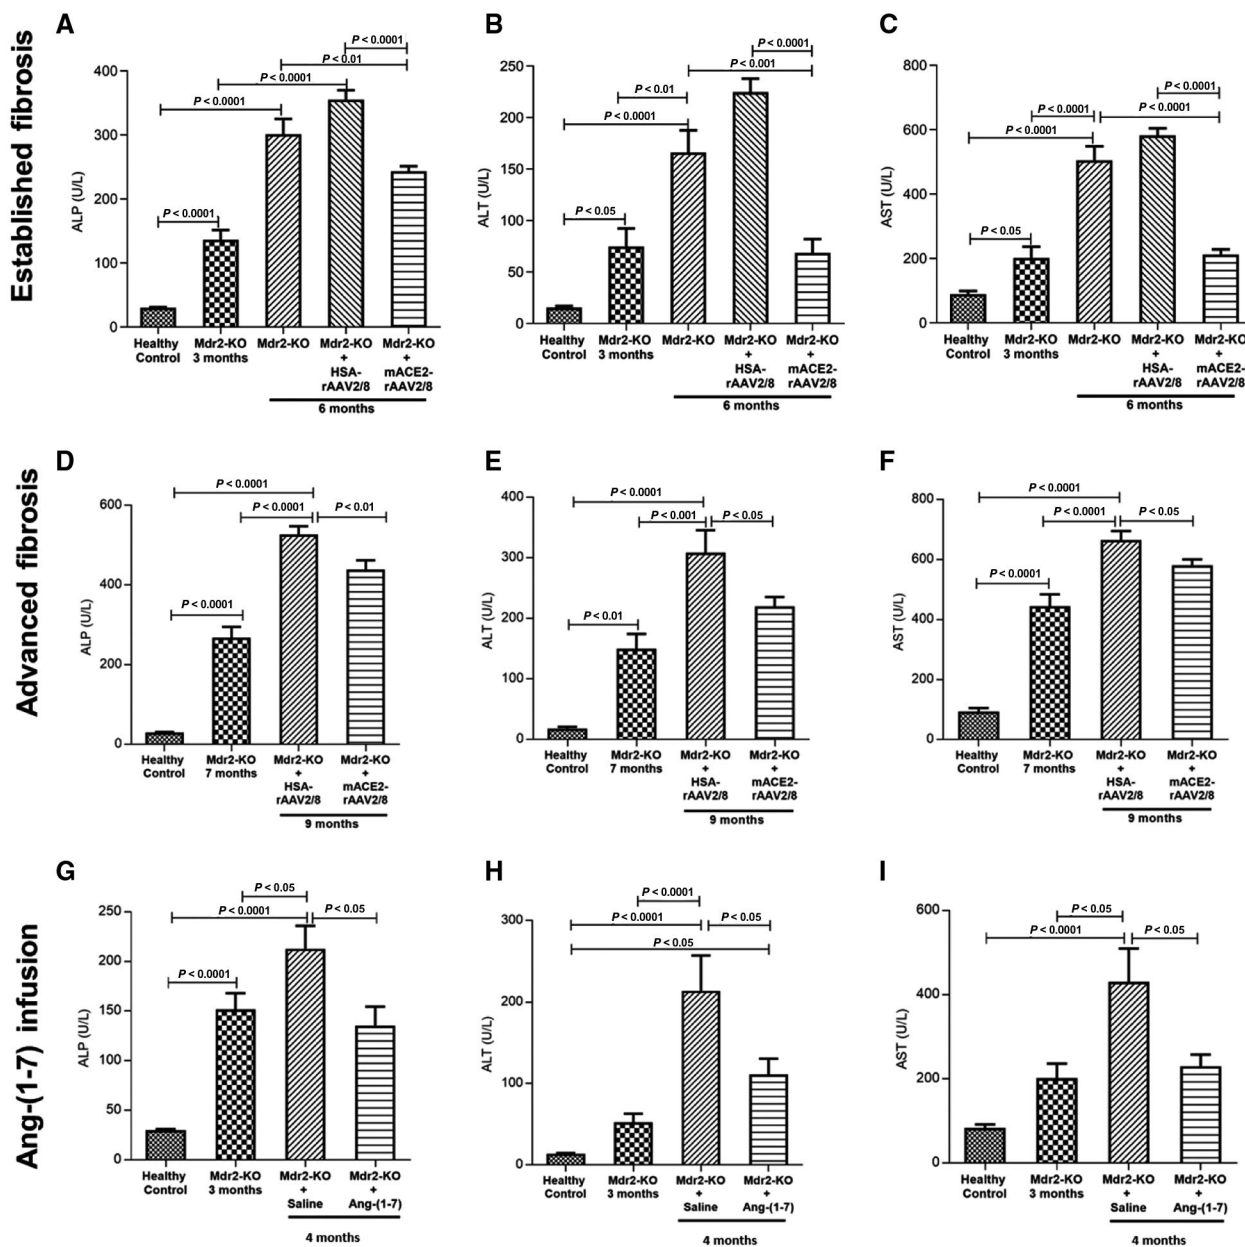 Established fibrosis
A
P < 0.0001
P < 0.01
P < 0.0001
P < 0.0001
P < 0.0001
400
300
200
100
0
ALP (U/L)
Healthy Control
Mdr2-KO 3 months
Mdr2-KO
Mdr2-KO + HSA-rAAV2/8
Mdr2-KO + mACE2-rAAV2/8
6 months
B
P < 0.0001
P < 0.001
P < 0.01
P < 0.0001
P < 0.05
250
200
150
100
50
0
ALT (U/L)
Healthy Control
Mdr2-KO 3 months
Mdr2-KO
Mdr2-KO + HSA-rAAV2/8
Mdr2-KO + mACE2-rAAV2/8
6 months
C
P < 0.0001
P < 0.0001
P < 0.0001
P < 0.0001
P < 0.05
800
600
400
200
0
AST (U/L)
Healthy Control
Mdr2-KO 3 months
Mdr2-KO
Mdr2-KO + HSA-rAAV2/8
Mdr2-KO + mACE2-rAAV2/8
6 months
Advanced fibrosis
D
P < 0.0001
P < 0.0001
P < 0.01
P < 0.0001
600
400
200
0
ALP (U/L)
Healthy Control
Mdr2-KO 7 months
Mdr2-KO + HSA-rAAV2/8
Mdr2-KO + mACE2-rAAV2/8
9 months
E
P < 0.0001
P < 0.001
P < 0.05
P < 0.01
400
300
200
100
0
ALT (U/L)
Healthy Control
Mdr2-KO 7 months
Mdr2-KO + HSA-rAAV2/8
Mdr2-KO + mACE2-rAAV2/8
9 months
F
P < 0.0001
P < 0.0001
P < 0.05
P < 0.0001
800
600
400
200
0
AST (U/L)
Healthy Control
Mdr2-KO 7 months
Mdr2-KO + HSA-rAAV2/8
Mdr2-KO + mACE2-rAAV2/8
9 months
Ang-(1-7) infusion
G
P < 0.05
P < 0.0001
P < 0.05
P < 0.0001
250
200
150
100
50
0
ALP (U/L)
Healthy Control
Mdr2-KO 3 months
Mdr2-KO + Saline
Mdr2-KO + Ang-(1-7)
4 months
H
P < 0.0001
P < 0.0001
P < 0.05
P < 0.05
300
200
100
0
ALT (U/L)
Healthy Control
Mdr2-KO 3 months
Mdr2-KO + Saline
Mdr2-KO + Ang-(1-7)
4 months
I
P < 0.05
P < 0.0001
P < 0.05
600
400
200
0
AST (U/L)
Healthy Control
Mdr2-KO 3 months
Mdr2-KO + Saline
Mdr2-KO + Ang-(1-7)
4 months